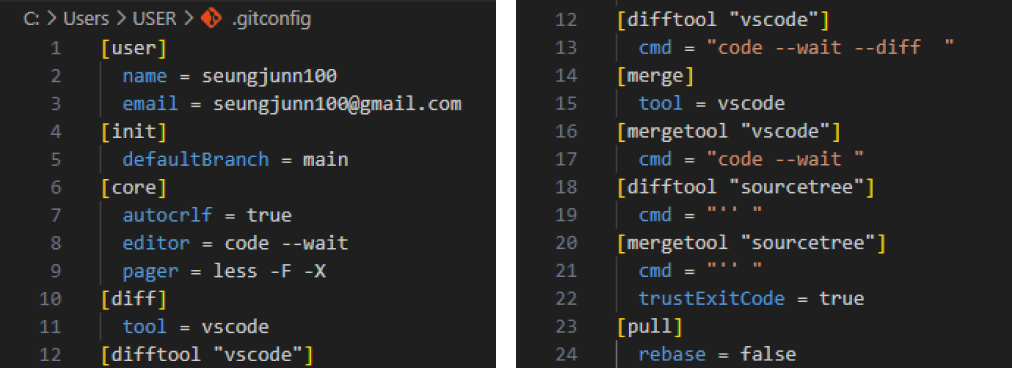 C: > Users > USER > .gitconfig
1 [user]
2 name = seungjunn100
3 email = seungjunn100@gmail.com
4 [init]
5 defaultBranch = main
6 [core]
7 autocrlf = true
8 editor = code --wait
9 pager = less -F -X
10 [diff]
11 tool = vscode
12 [difftool "vscode"]
12 [difftool "vscode"]
13 cmd = "code --wait --diff  "
14 [merge]
15 tool = vscode
16 [mergetool "vscode"]
17 cmd = "code --wait "
18 [difftool "sourcetree"]
19 cmd = "'' "
20 [mergetool "sourcetree"]
21 cmd = "'' "
22 trustExitCode = true
23 [pull]
24 rebase = false